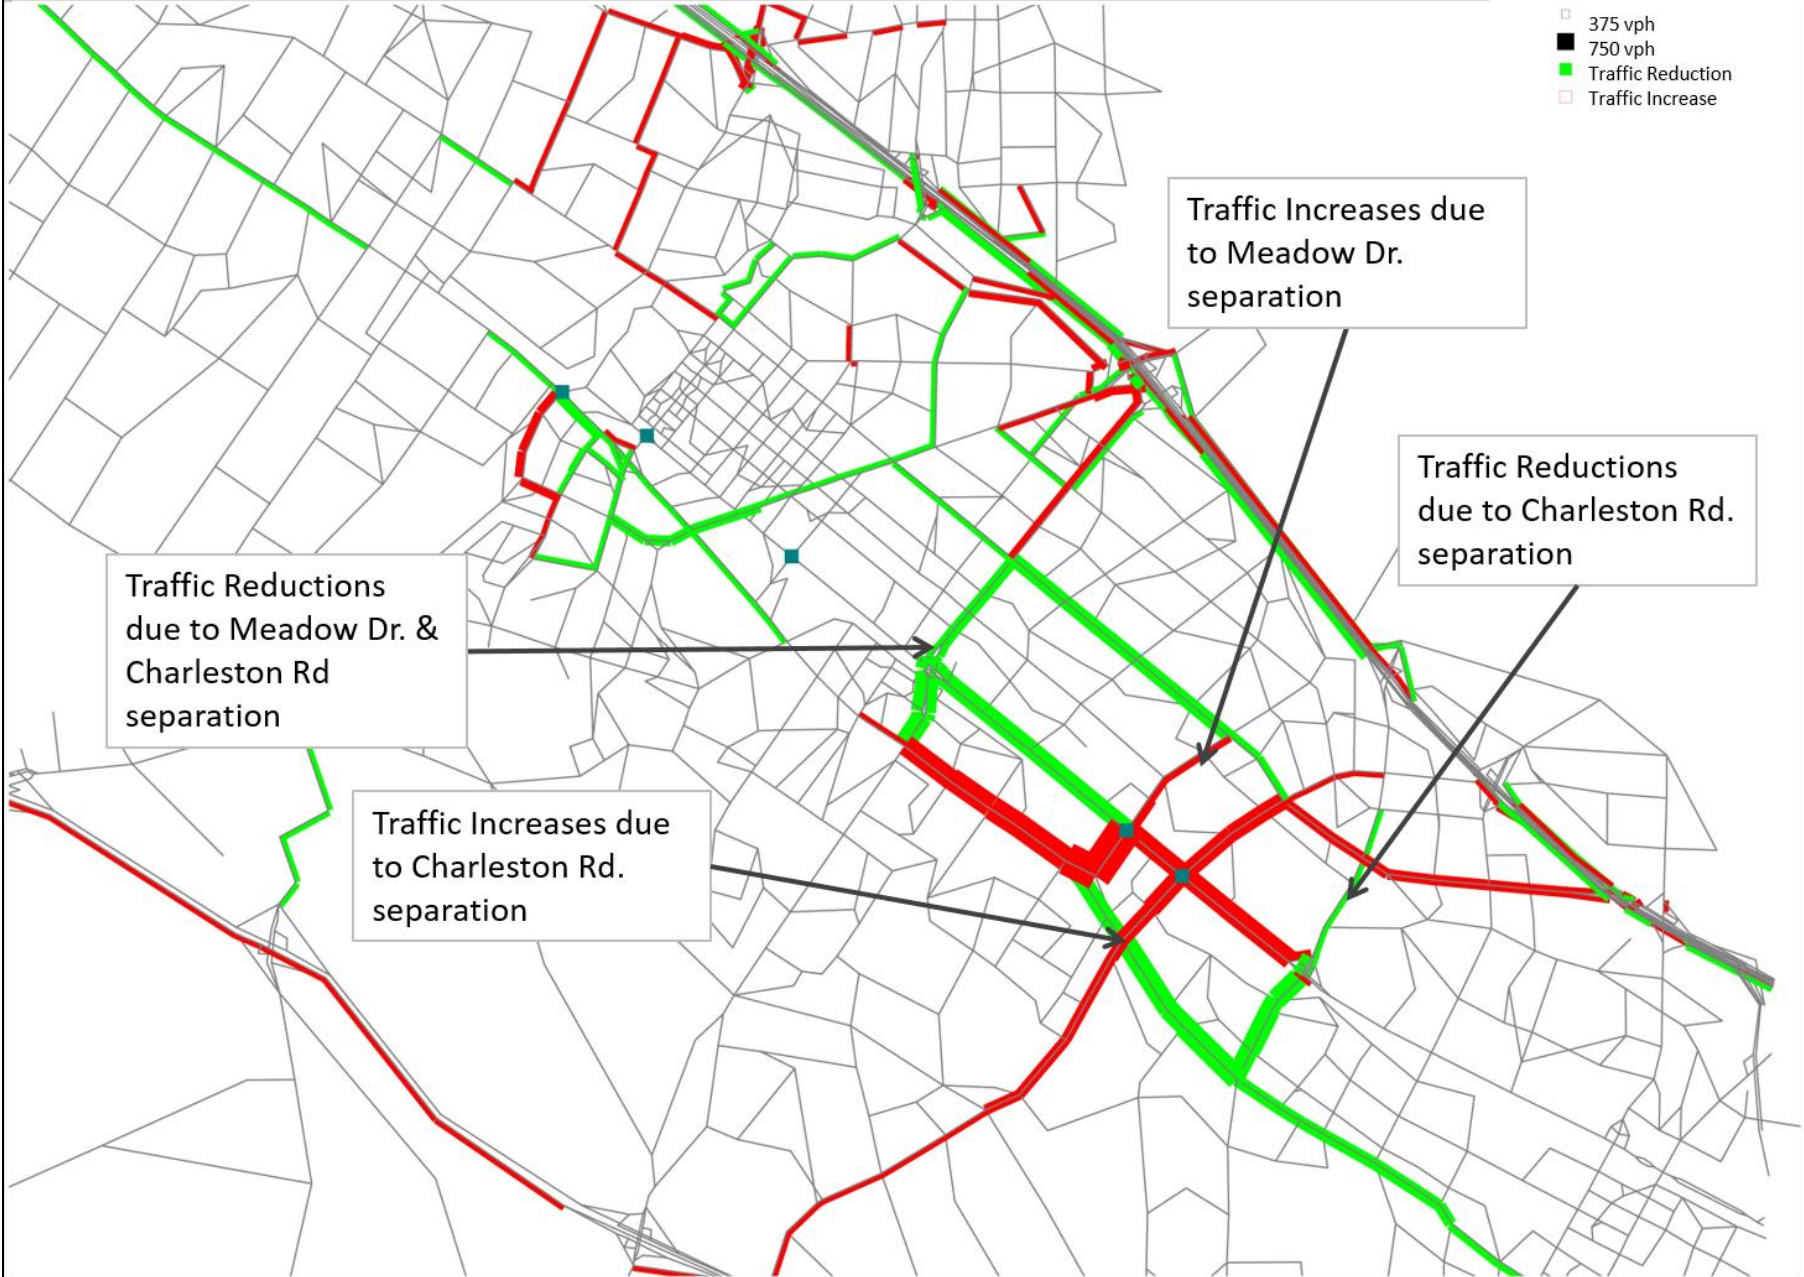 375 vph
750 vph
Traffic Reduction
Traffic Increase
Traffic Increases due
to Meadow Dr.
separation
Traffic Reductions
due to Charleston Rd.
separation
Traffic Reductions
due to Meadow Dr. &
Charleston Rd
separation
Traffic Increases due
to Charleston Rd.
separation